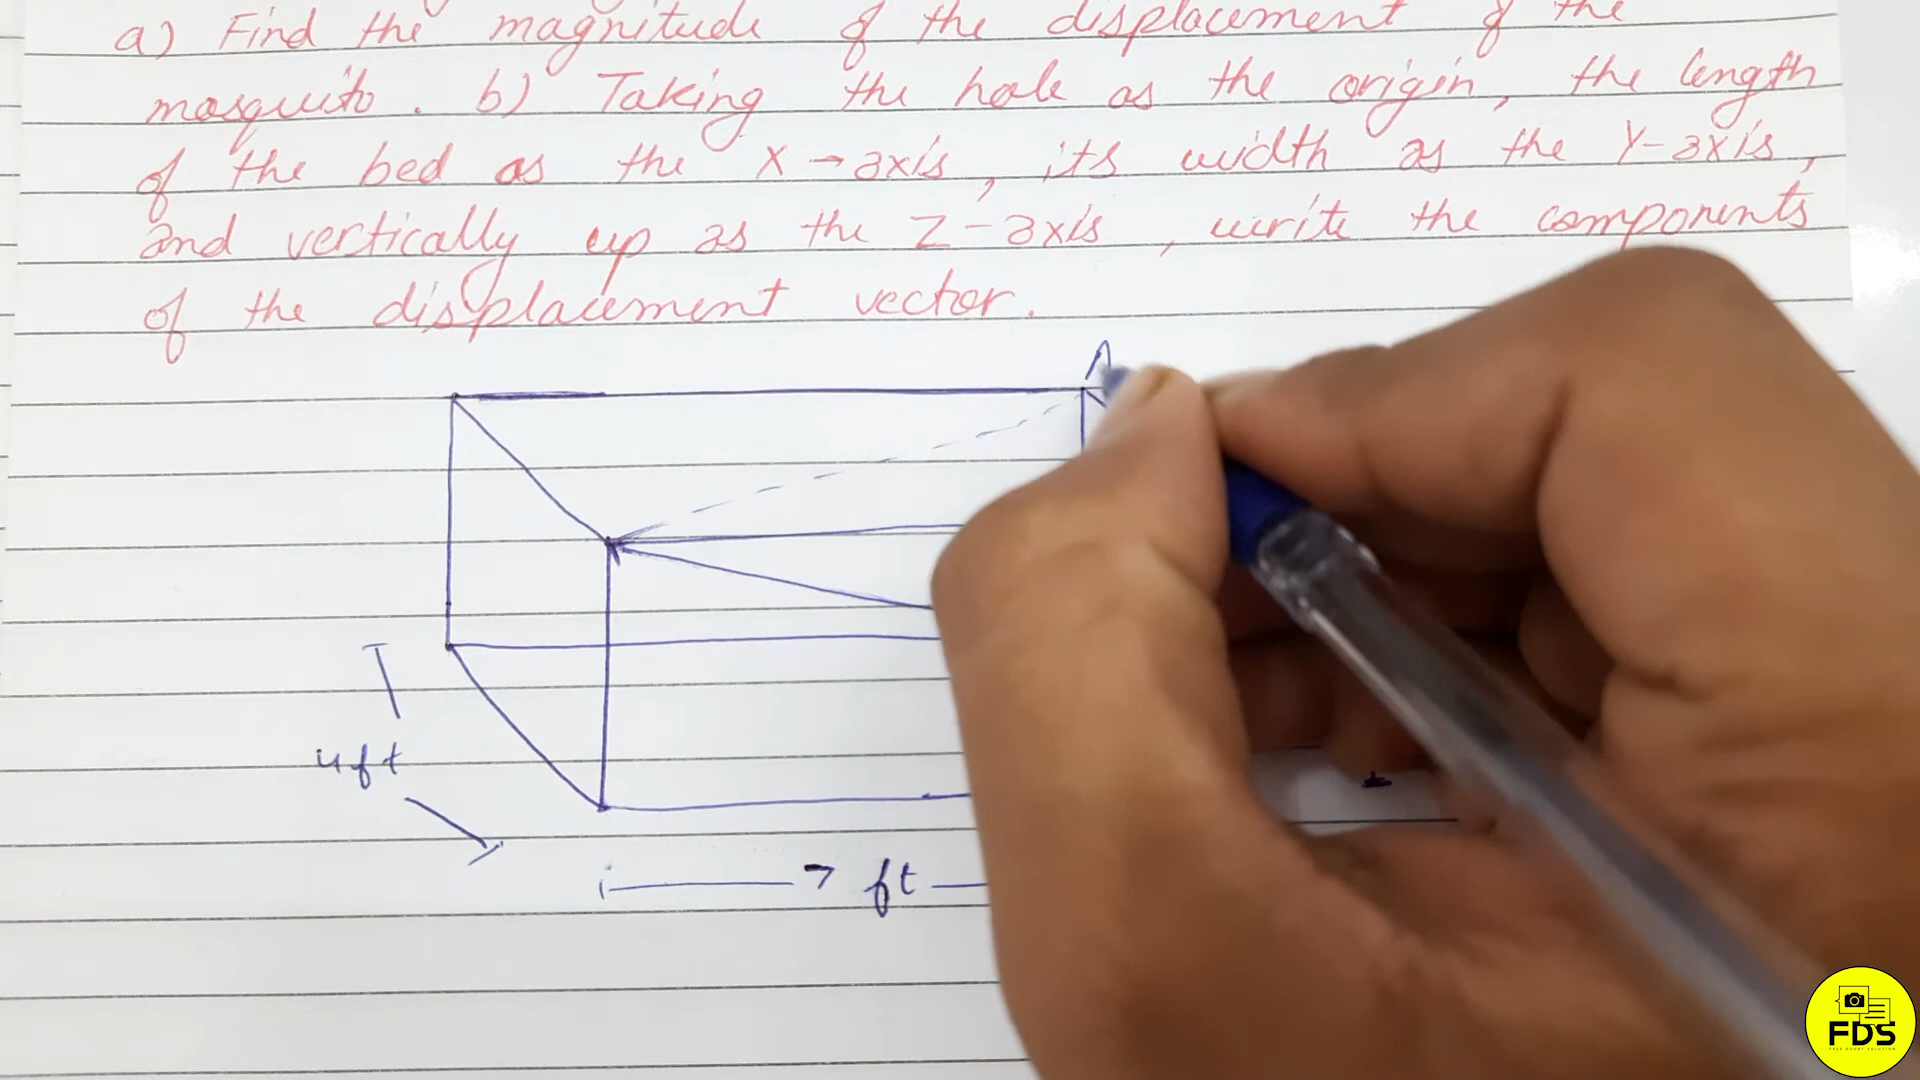 a) Find the magnitude of the displacement of the
mosquito. b) Taking the hole as the origin, the length
of the bed as the X-axis, its width as the Y-axis,
and vertically up as the Z-axis, write the components
of the displacement vector.
A
4ft
7 ft
FDS